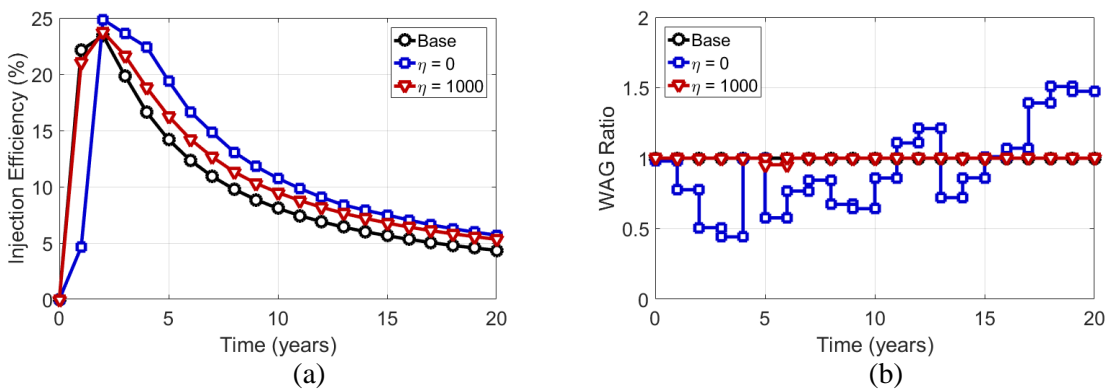 Injection Efficiency (%)
25
20
15
10
5
0
0
5
10
15
20
Time (years)
Base
η = 0
η = 1000
(a)
WAG Ratio
2
1.5
1
0.5
0
0
5
10
15
20
Time (years)
Base
η = 0
η = 1000
(b)